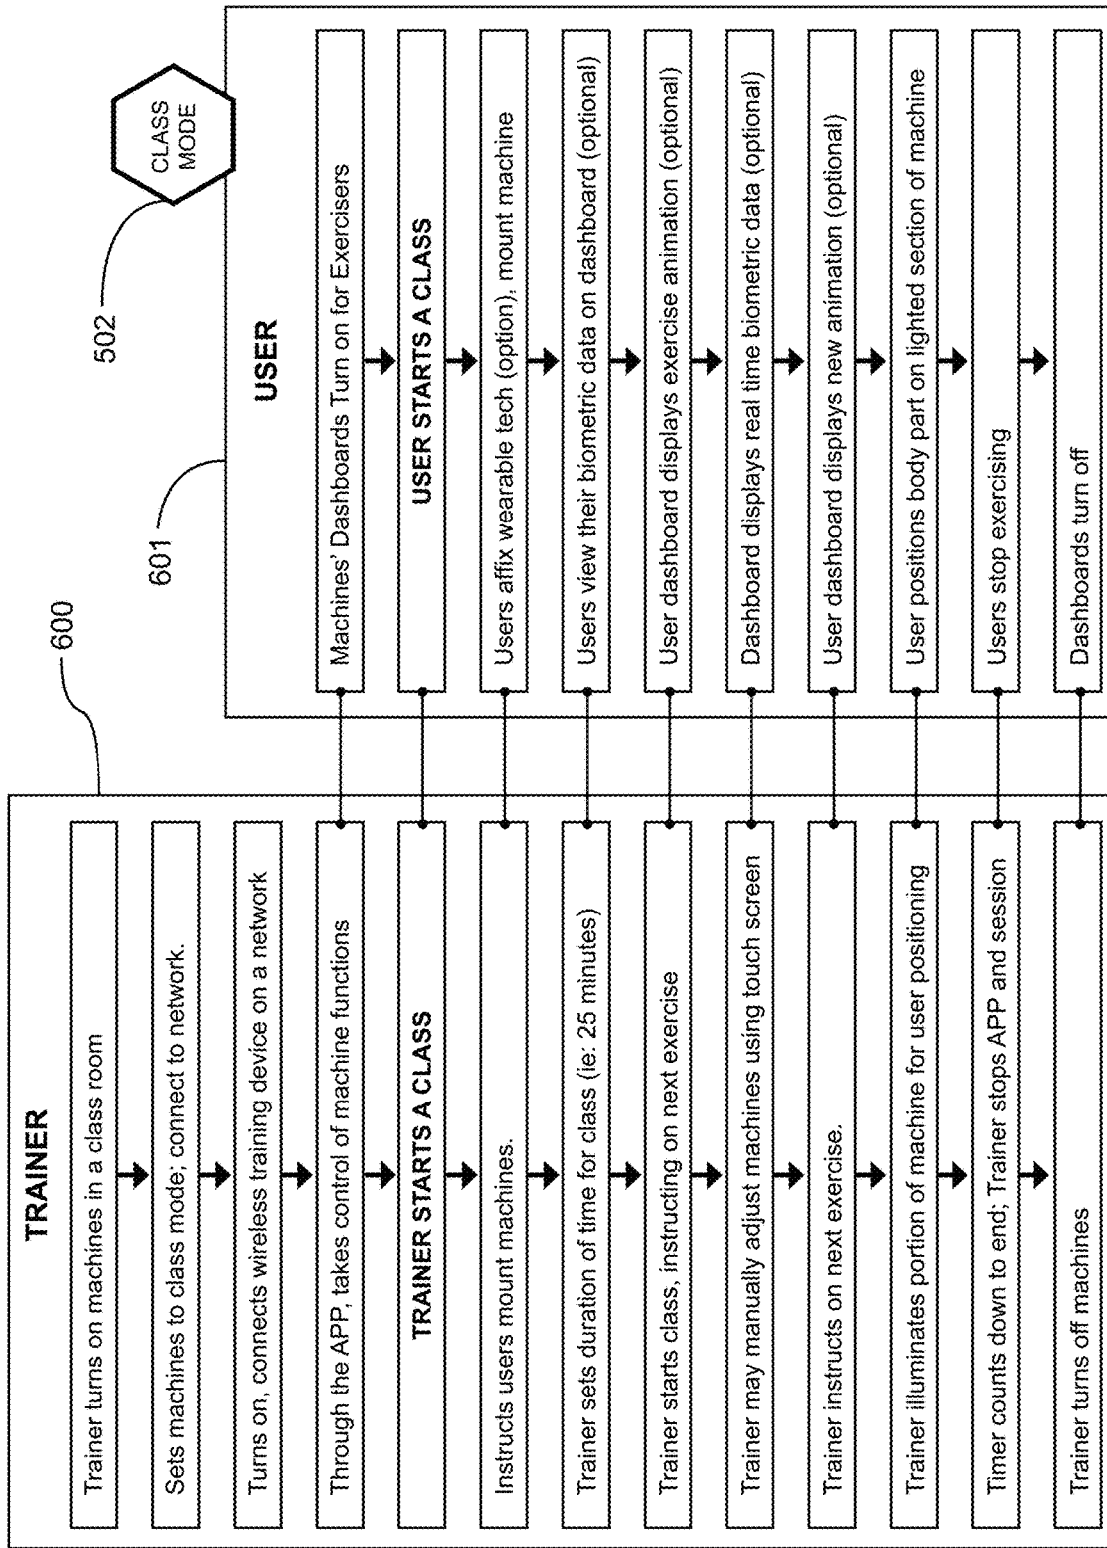 TRAINER
Trainer turns on machines in a class room
Sets machines to class mode; connect to network.
Turns on, connects wireless training device on a network
Through the APP, takes control of machine functions
TRAINER STARTS A CLASS
Instructs users mount machines.
Trainer sets duration of time for class (ie: 25 minutes)
Trainer starts class, instructing on next exercise
Trainer may manually adjust machines using touch screen
Trainer instructs on next exercise.
Trainer illuminates portion of machine for user positioning
Timer counts down to end; Trainer stops APP and session
Trainer turns off machines
600
601
502
CLASS
MODE
USER
Machines' Dashboards Turn on for Exercisers
USER STARTS A CLASS
Users affix wearable tech (option), mount machine
Users view their biometric data on dashboard (optional)
User dashboard displays exercise animation (optional)
Dashboard displays real time biometric data (optional)
User dashboard displays new animation (optional)
User positions body part on lighted section of machine
Users stop exercising
Dashboards turn off